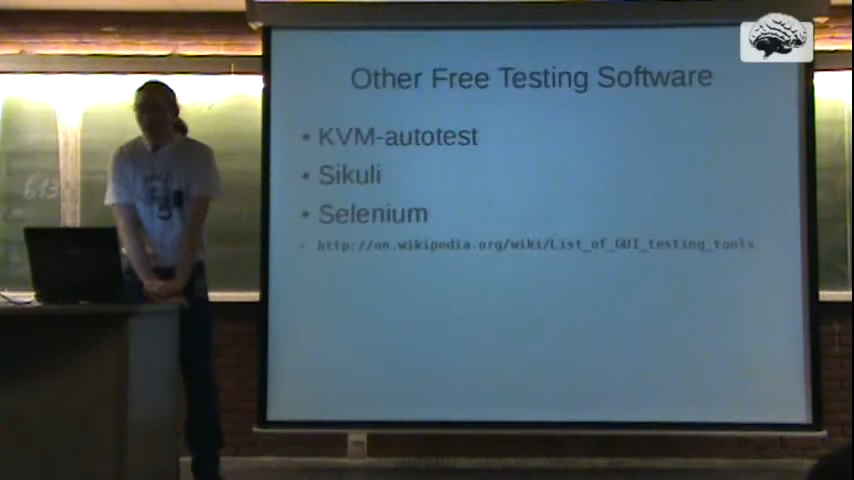 Other Free Testing Software
• KVM-autotest
• Sikuli
• Selenium
• http://en.wikipedia.org/wiki/List_of_GUI_testing_tools